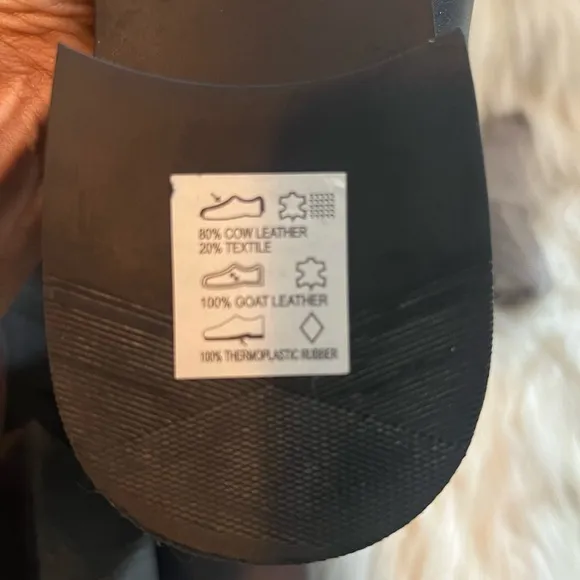 80% COW LEATHER
20% TEXTILE
100% GOAT LEATHER
100% THERMOPLASTIC RUBBER